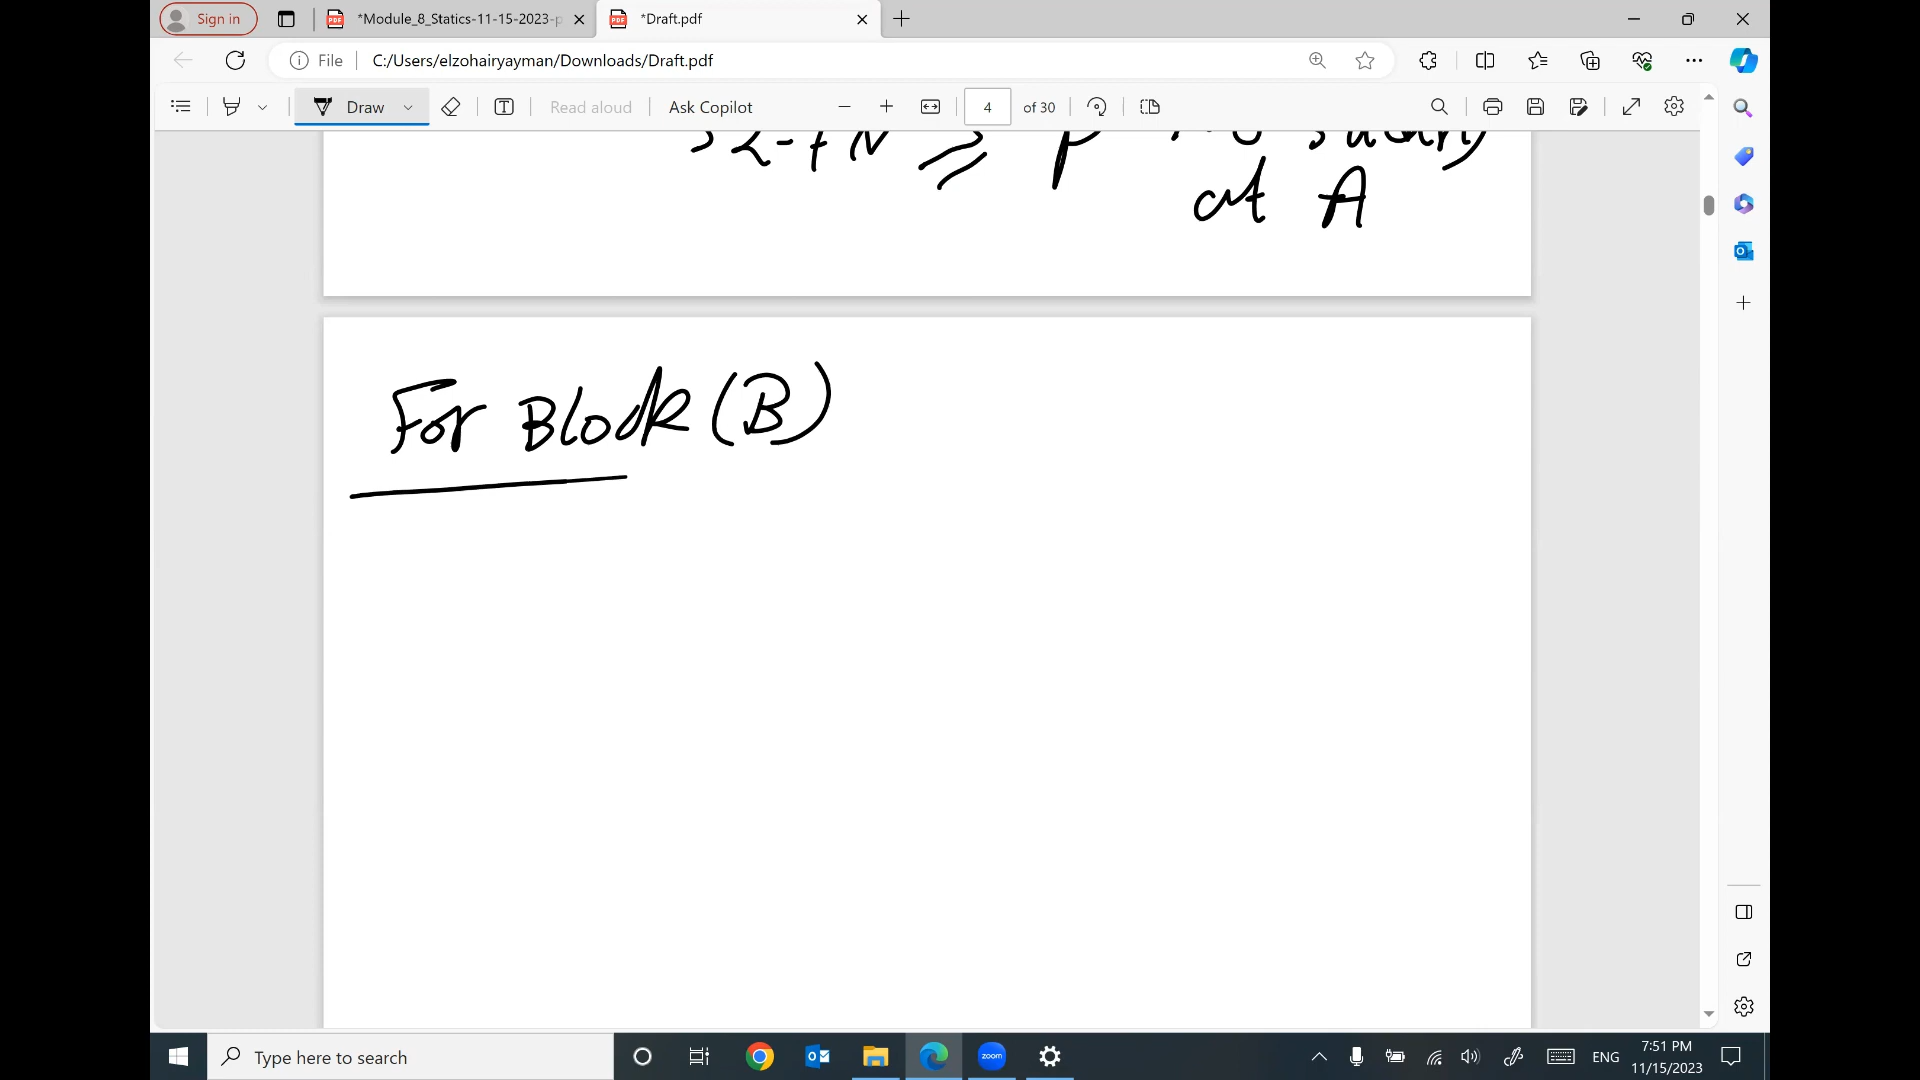 Sign in
*Module_8_Statics-11-15-2023-p
*Draft.pdf
File
C:/Users/elzohairyayman/Downloads/Draft.pdf
Draw
Read aloud
Ask Copilot
4
of 30
at A
For Block (B)
Type here to search
zoom
ENG
7:51 PM
11/15/2023